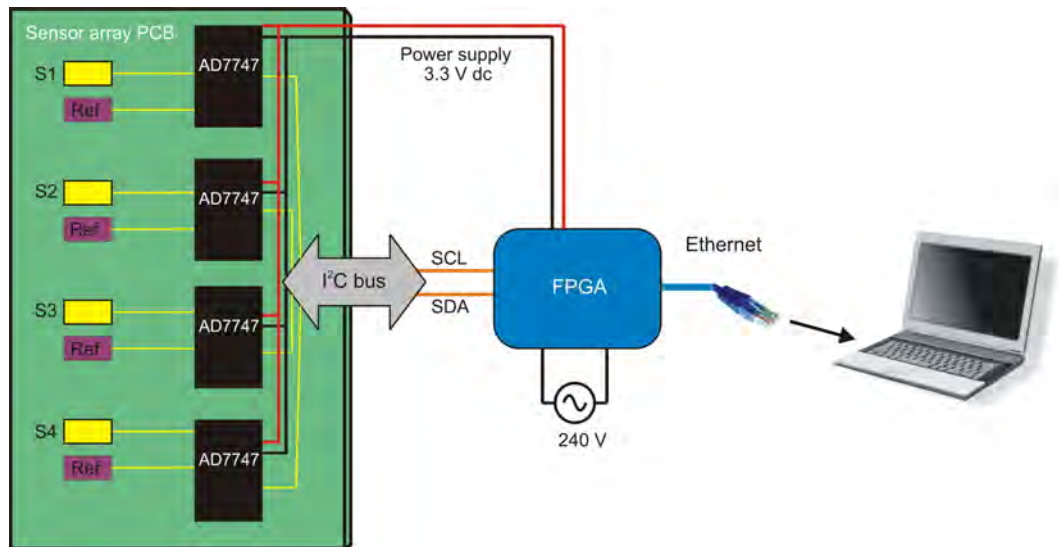 Sensor array PCB
AD7747
S1
Ref
Power supply
3.3 V dc
S2
AD7747
Ref
I²C bus
SCL
SDA
FPGA
Ethernet
S3
AD7747
Ref
240 V
S4
AD7747
Ref